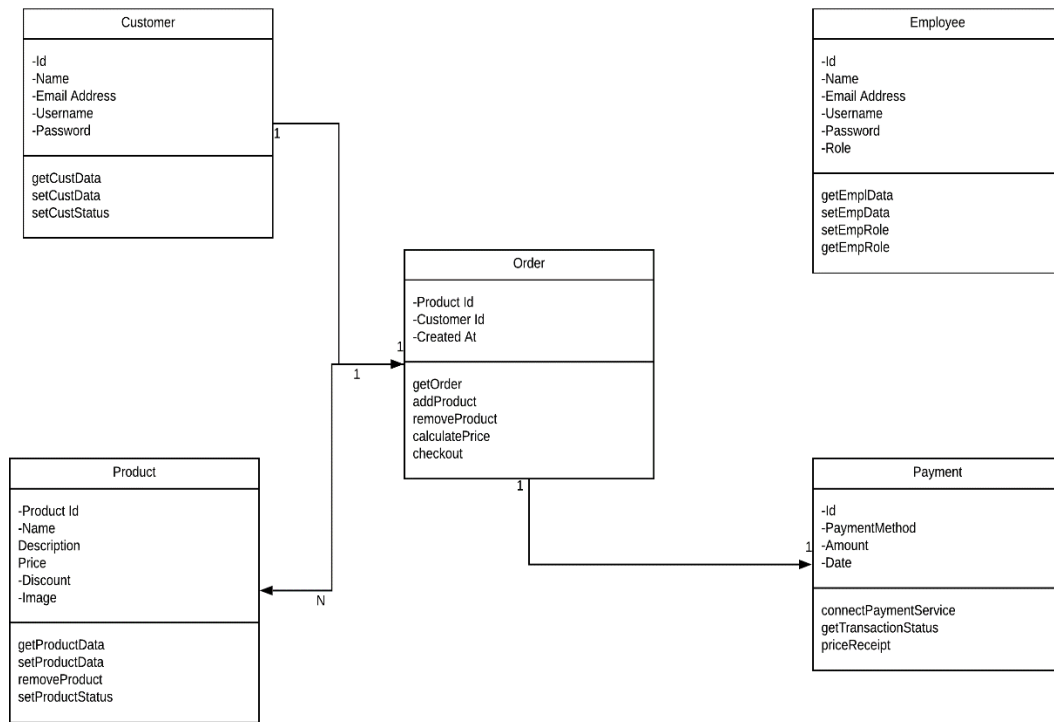 Customer
-Id
-Name
-Email Address
-Username
-Password
getCustData
setCustData
setCustStatus
1
Employee
-Id
-Name
-Email Address
-Username
-Password
-Role
getEmplData
setEmpData
setEmpRole
getEmpRole
Order
-Product Id
-Customer Id
-Created At
getOrder
addProduct
removeProduct
calculatePrice
checkout
1
1
1
Product
-Product Id
-Name
Description
Price
-Discount
-Image
getProductData
setProductData
removeProduct
setProductStatus
N
Payment
-Id
-PaymentMethod
-Amount
-Date
connectPaymentService
getTransactionStatus
priceReceipt
1